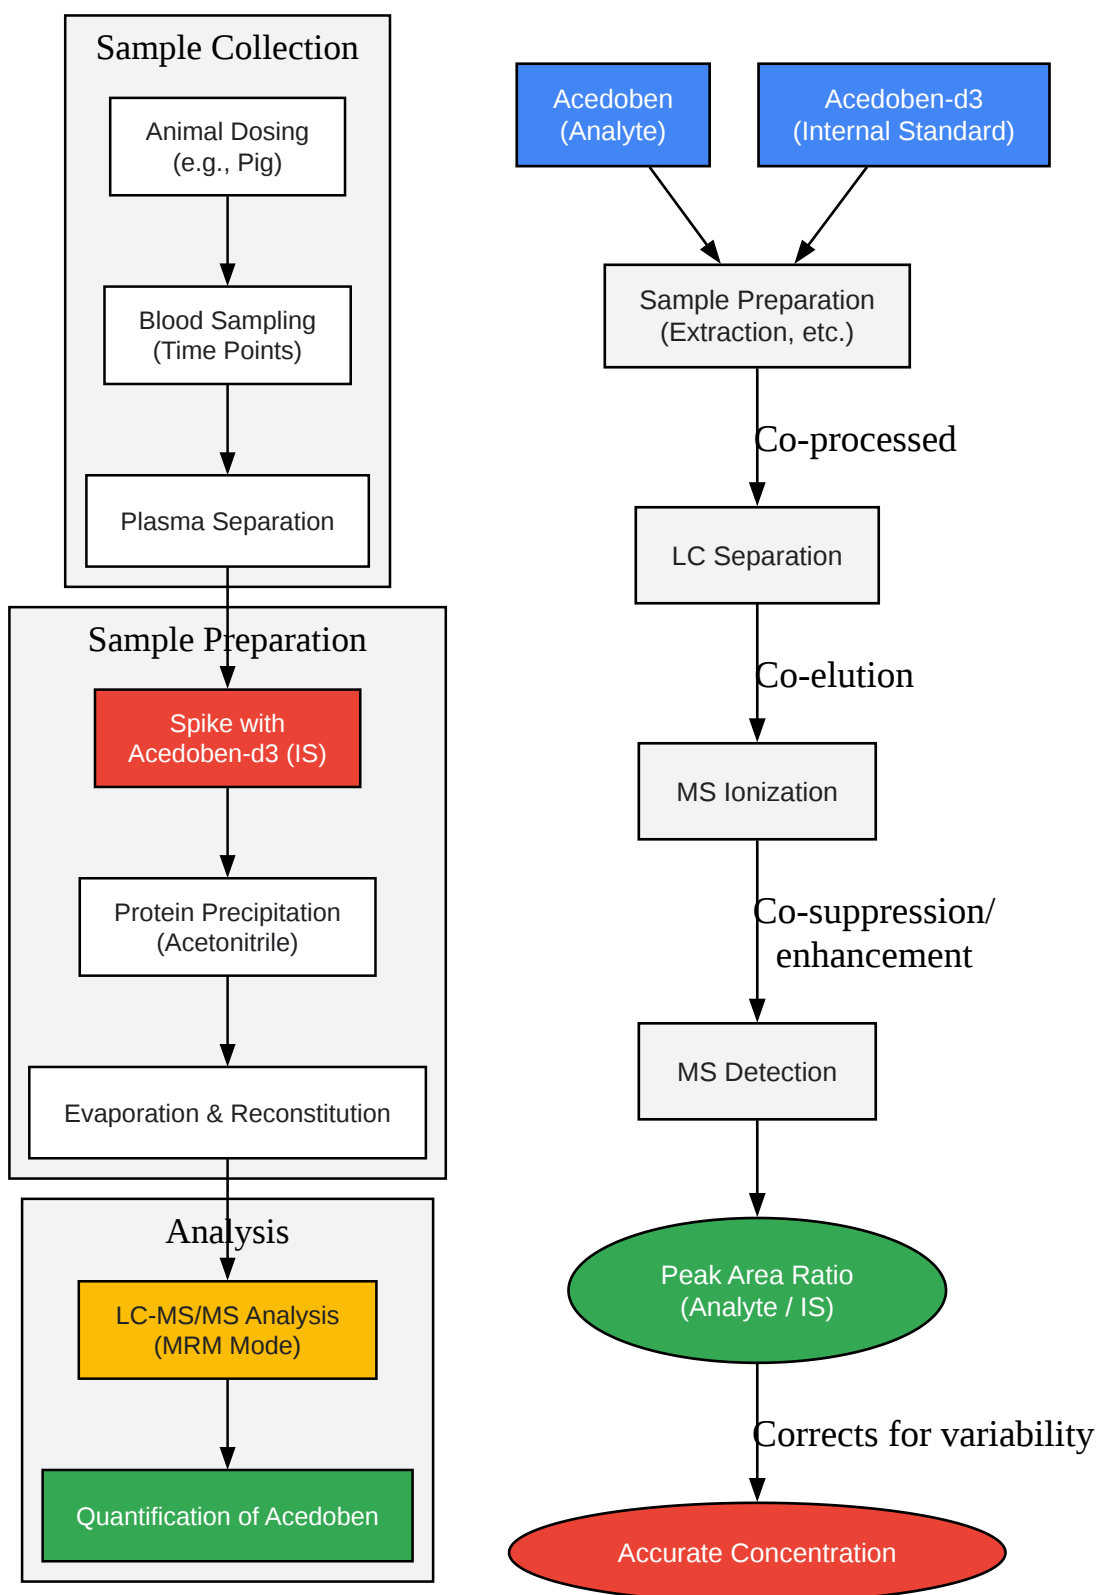 Sample Collection
Animal Dosing
(e.g., Pig)
Blood Sampling
(Time Points)
Plasma Separation
Sample Preparation
Spike with
Acedoben-d3 (IS)
Protein Precipitation
(Acetonitrile)
Evaporation & Reconstitution
Analysis
LC-MS/MS Analysis
(MRM Mode)
Quantification of Acedoben
Acedoben
(Analyte)
Acedoben-d3
(Internal Standard)
Sample Preparation
(Extraction, etc.)
Co-processed
LC Separation
Co-elution
MS Ionization
Co-suppression/
enhancement
MS Detection
Peak Area Ratio
(Analyte / IS)
Corrects for variability
Accurate Concentration